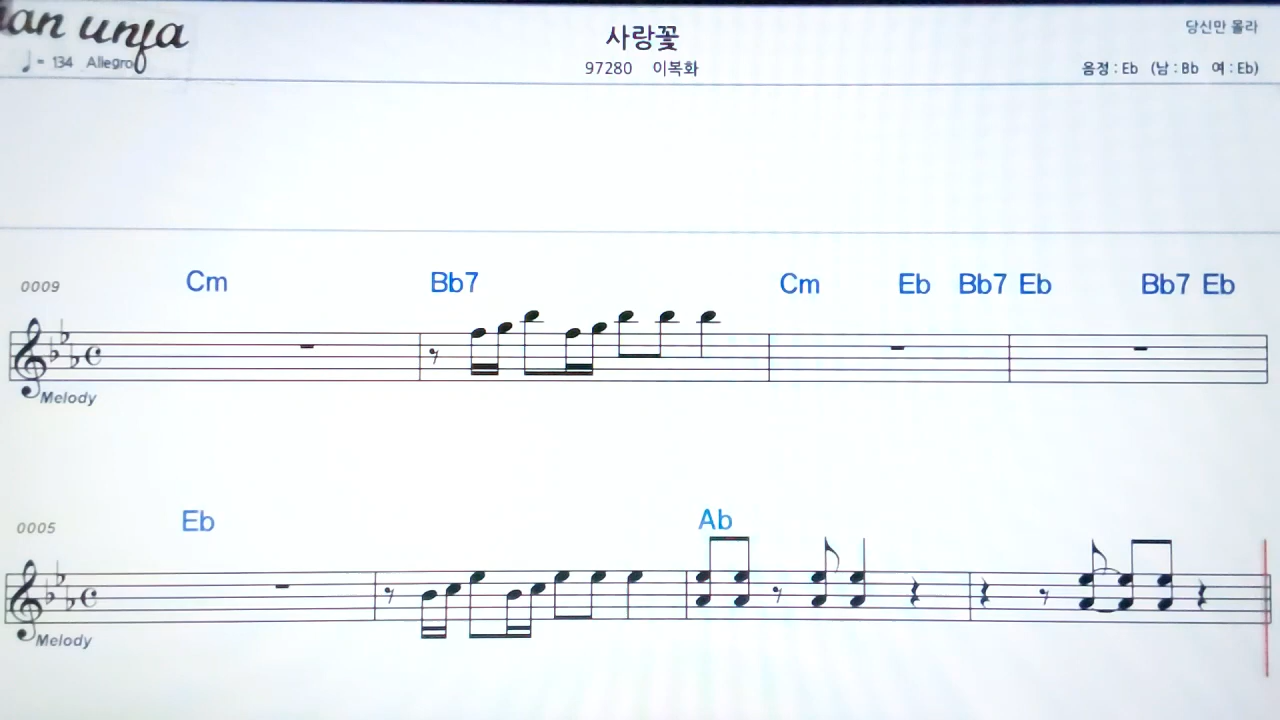 an unja
♩ = 134 Allegro
사랑꽃
97280 이복화
당신만 몰라
음정 : Eb (남 : Bb 여 : Eb)
0009
Cm Bb7 Cm Eb Bb7 Eb Bb7 Eb
Melody
0005
Eb Ab
Melody